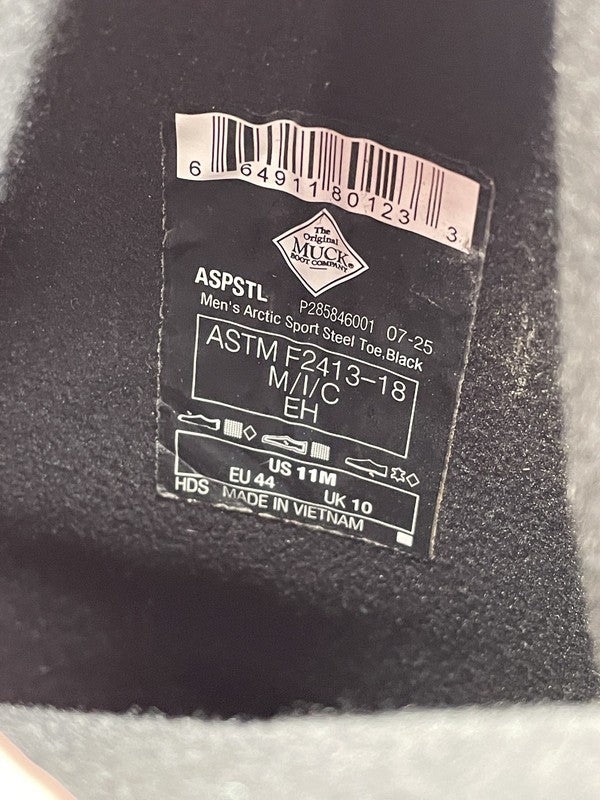 6 64911 80123 3
The
Original
MUCK®
BOOT COMPANY
ASPSTL P285846001 07-25
Men's Arctic Sport Steel Toe,Black
ASTM F2413-18
M/I/C
EH
US 11M
EU 44 UK 10
HDS MADE IN VIETNAM